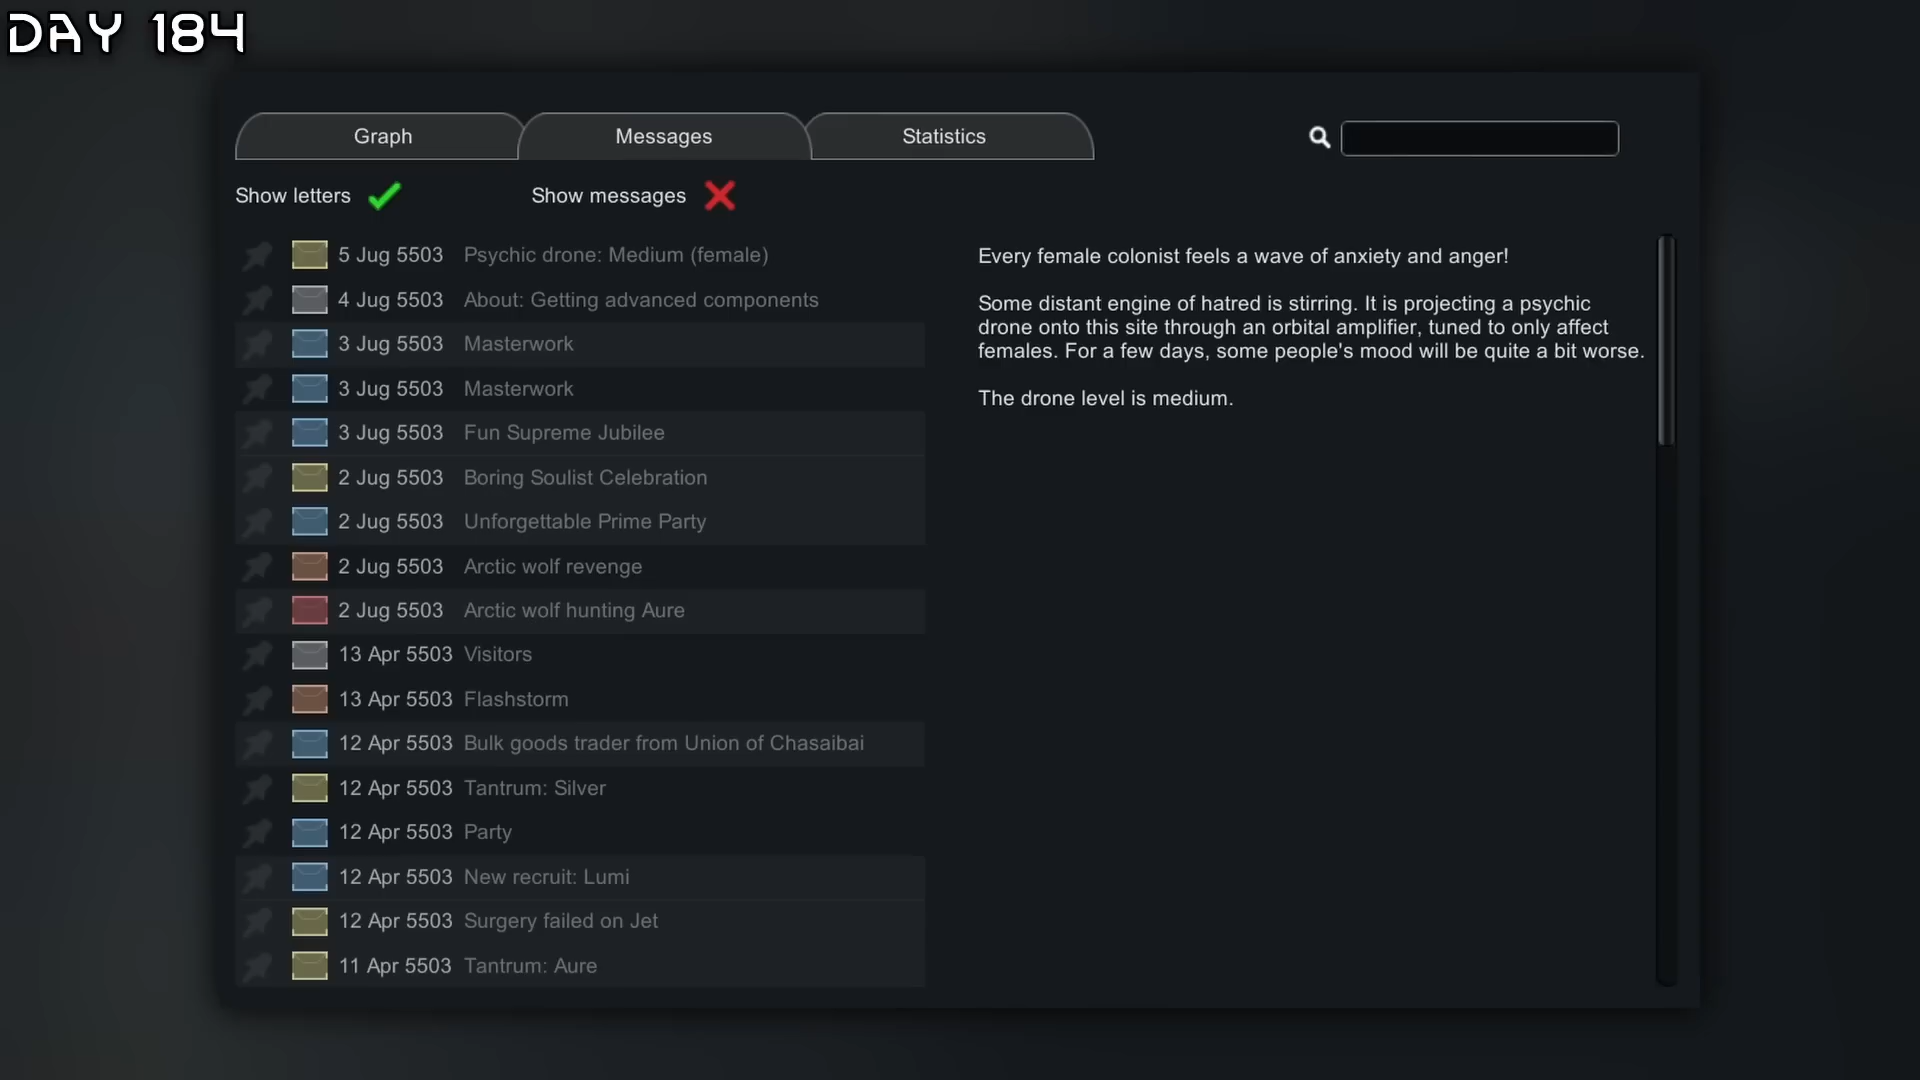 DAY 184
Graph
Messages
Statistics
Show letters
Show messages
5 Jug 5503 Psychic drone: Medium (female)
4 Jug 5503 About: Getting advanced components
3 Jug 5503 Masterwork
3 Jug 5503 Masterwork
3 Jug 5503 Fun Supreme Jubilee
2 Jug 5503 Boring Soulist Celebration
2 Jug 5503 Unforgettable Prime Party
2 Jug 5503 Arctic wolf revenge
2 Jug 5503 Arctic wolf hunting Aure
13 Apr 5503 Visitors
13 Apr 5503 Flashstorm
12 Apr 5503 Bulk goods trader from Union of Chasaibai
12 Apr 5503 Tantrum: Silver
12 Apr 5503 Party
12 Apr 5503 New recruit: Lumi
12 Apr 5503 Surgery failed on Jet
11 Apr 5503 Tantrum: Aure
Every female colonist feels a wave of anxiety and anger!
Some distant engine of hatred is stirring. It is projecting a psychic
drone onto this site through an orbital amplifier, tuned to only affect
females. For a few days, some people's mood will be quite a bit worse.
The drone level is medium.